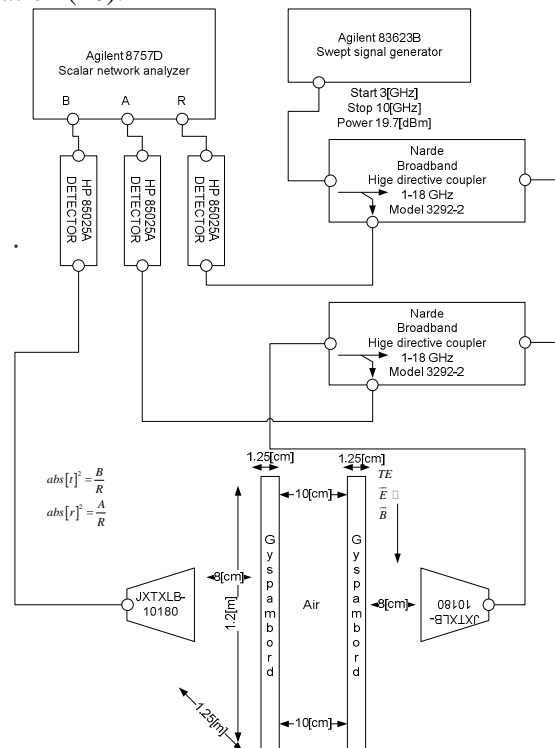 Agilent 8757D
Scalar network analyzer
B A R
Agilent 83623B
Swept signal generator
Start 3[GHz]
Stop 10[GHz]
Power 19.7[dBm]
HP 85025A
DETECTOR
HP 85025A
DETECTOR
HP 85025A
DETECTOR
Narde
Broadband
Hige directive coupler
1-18 GHz
Model 3292-2
Narde
Broadband
Hige directive coupler
1-18 GHz
Model 3292-2
abs[t]² = B/R
abs[r]² = A/R
1.25[cm]
1.25[cm]
TE
E
B
10[cm]
Gyspambord
Air
Gyspambord
8[cm]
8[cm]
1.2[m]
JXTXLB-
10180
JXTXLB-
10180
1.25[m]
10[cm]